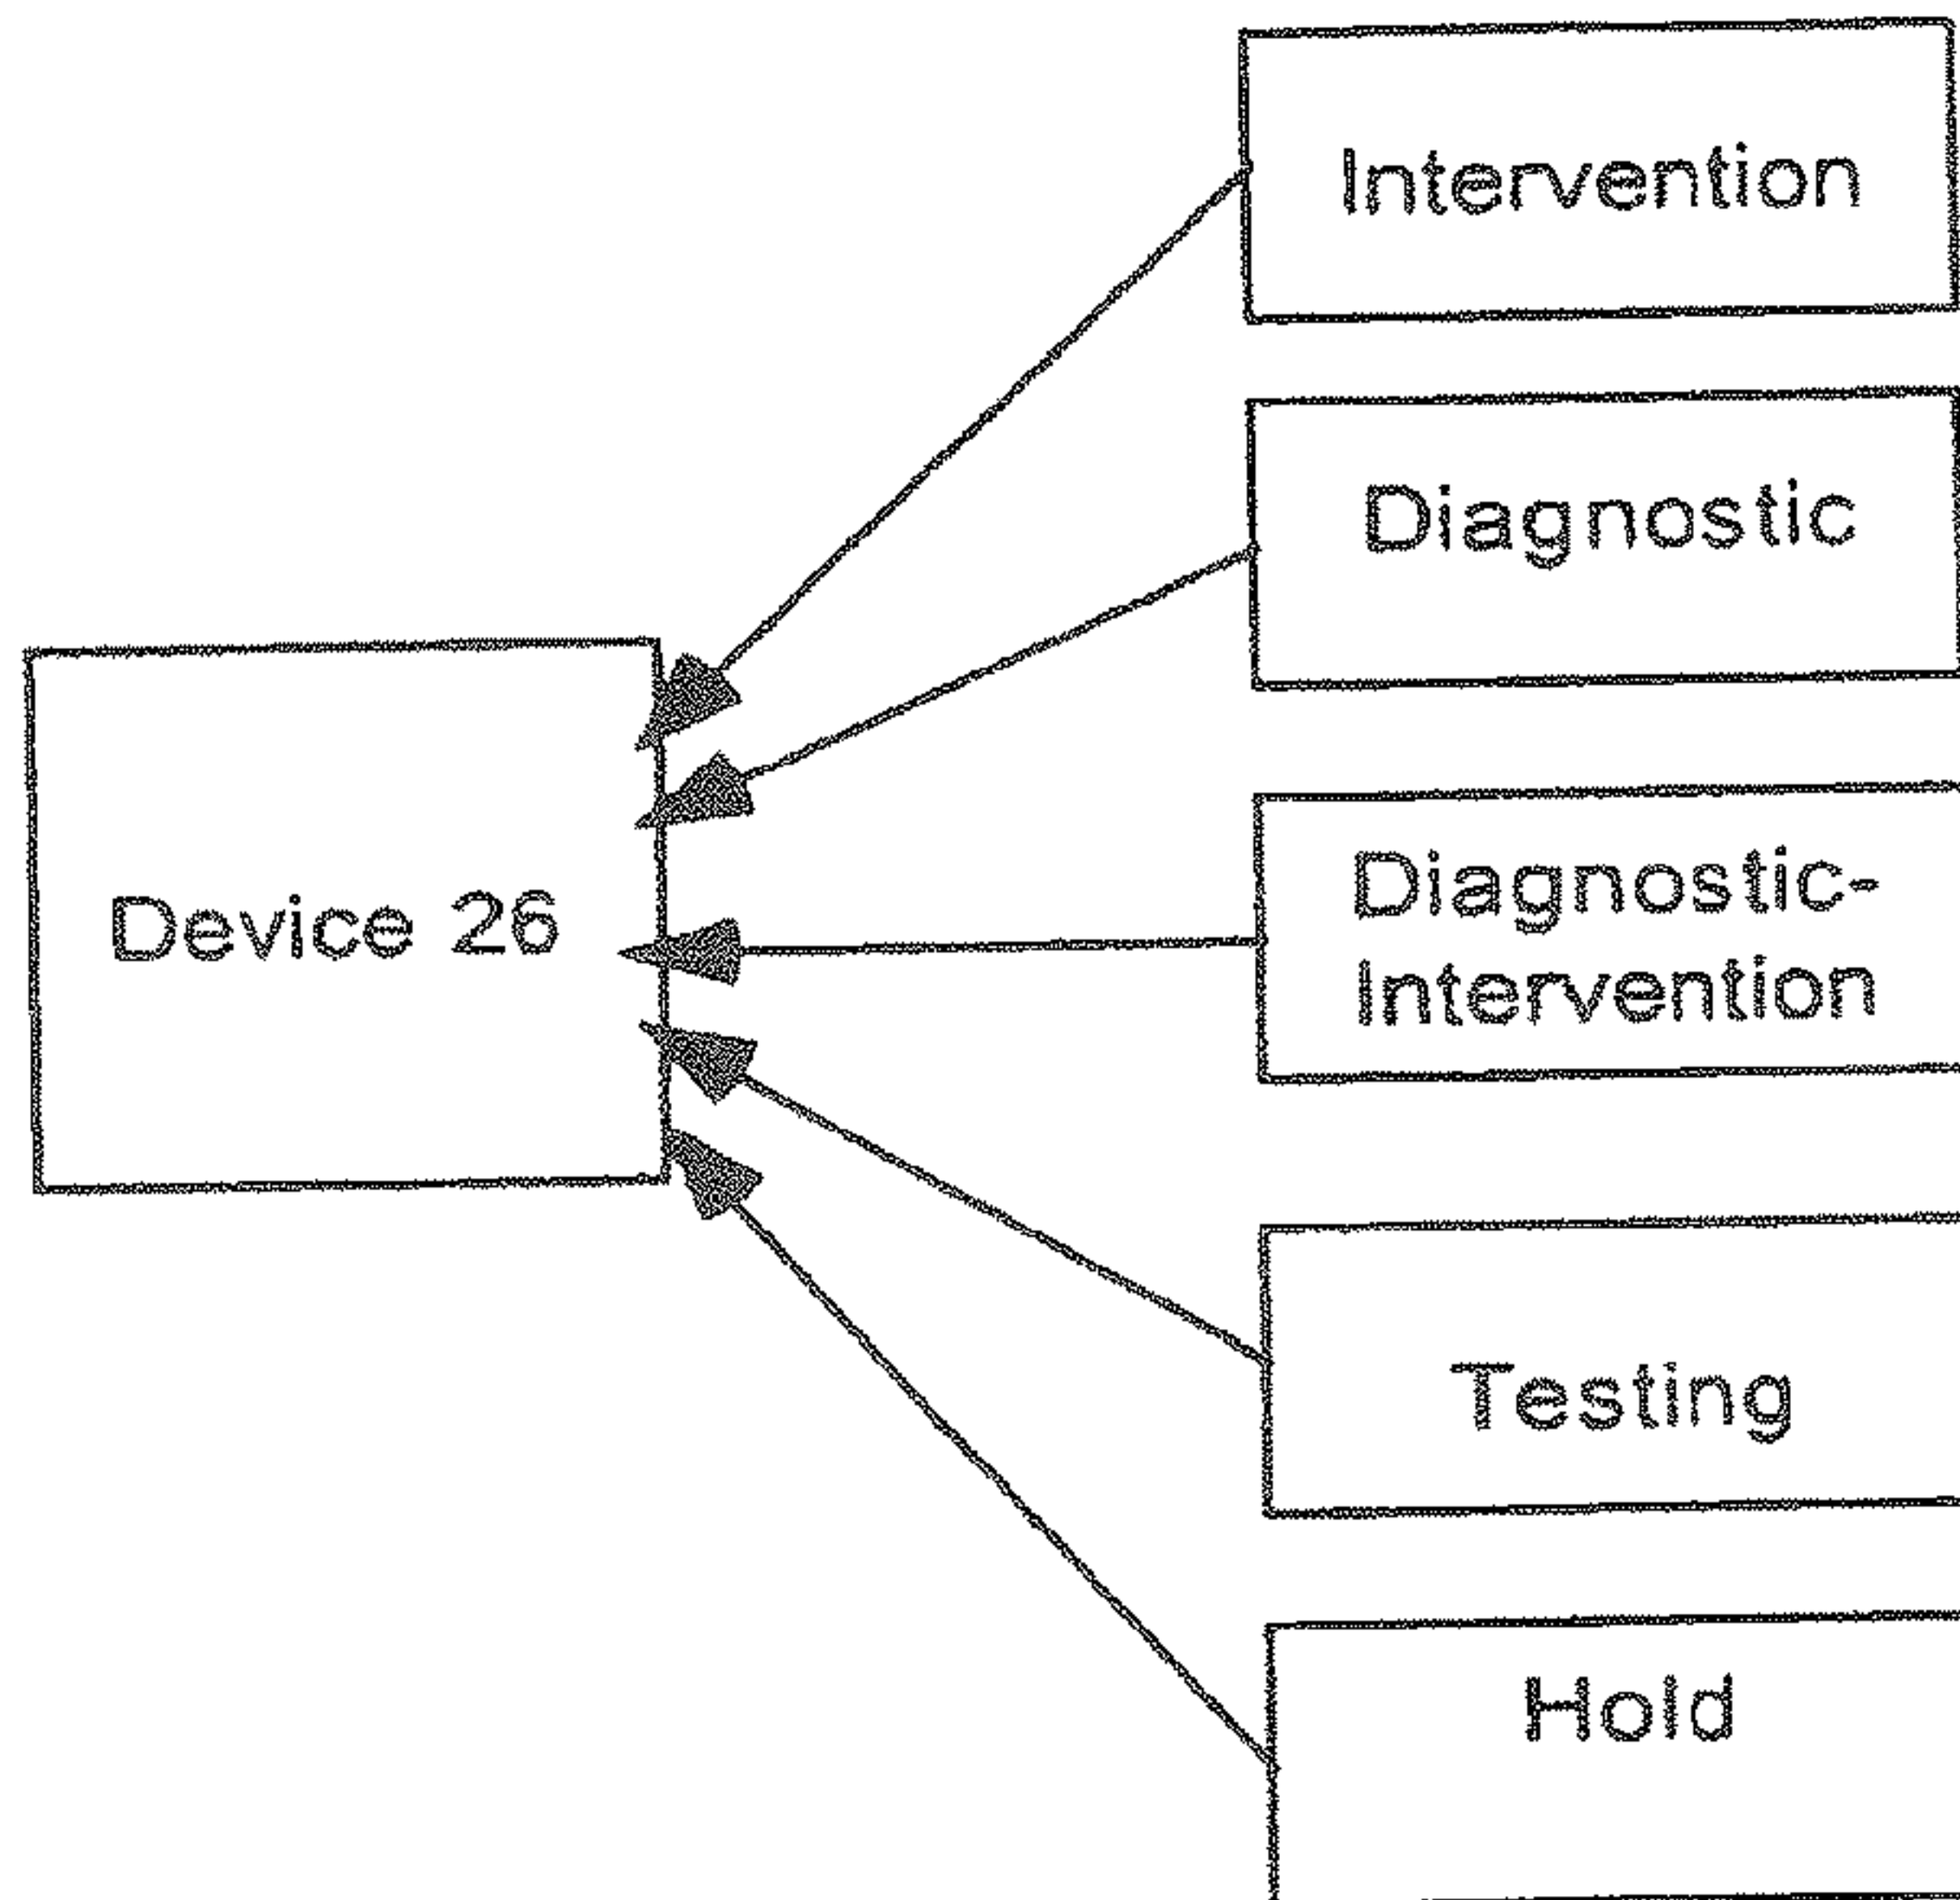 Intervention
Diagnostic
Device 26
Diagnostic-
Intervention
Testing
Hold